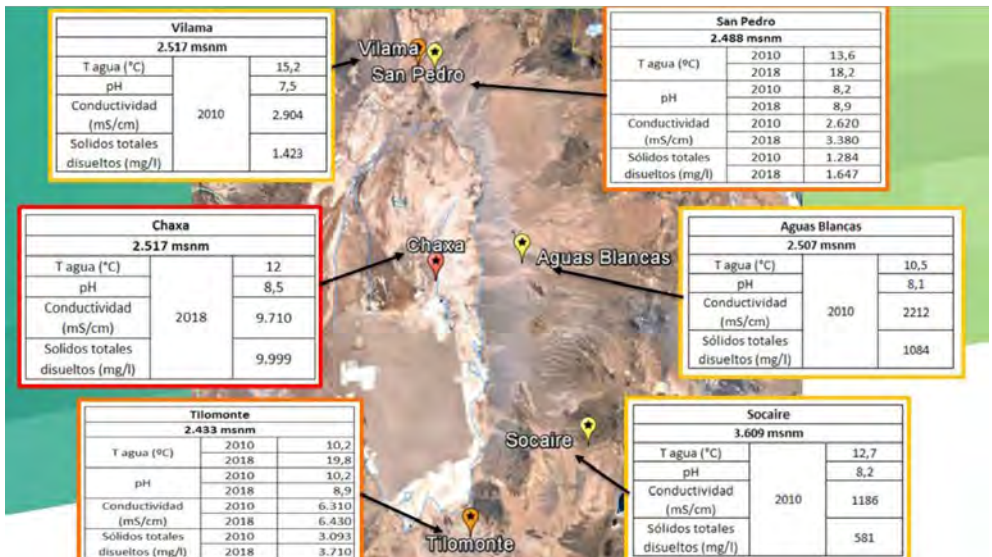 Vilama
2.517 msnm
T agua (°C) 2010 15,2
pH 7,5
Conductividad (mS/cm) 2.904
Solidos totales disueltos (mg/l) 1.423
San Pedro
2.488 msnm
T agua (ºC) 2010 13,6
2018 18,2
pH 2010 8,2
2018 8,9
Conductividad (mS/cm) 2010 2.620
2018 3.380
Sólidos totales disueltos (mg/l) 2010 1.284
2018 1.647
Vilama
San Pedro
Chaxa
2.517 msnm
T agua (°C) 2018 12
pH 8,5
Conductividad (mS/cm) 9.710
Solidos totales disueltos (mg/l) 9.999
Chaxa
Aguas Blancas
Aguas Blancas
2.507 msnm
T agua (°C) 2010 10,5
pH 8,1
Conductividad (mS/cm) 2212
Sólidos totales disueltos (mg/l) 1084
Tilomonte
2.433 msnm
T agua (ºC) 2010 10,2
2018 19,8
pH 2010 10,2
2018 8,9
Conductividad (mS/cm) 2010 6.310
2018 6.430
Sólidos totales disueltos (mg/l) 2010 3.093
2018 3.710
Socaire
Tilomonte
Socaire
3.609 msnm
T agua (°C) 2010 12,7
pH 8,2
Conductividad (mS/cm) 1186
Sólidos totales disueltos (mg/l) 581